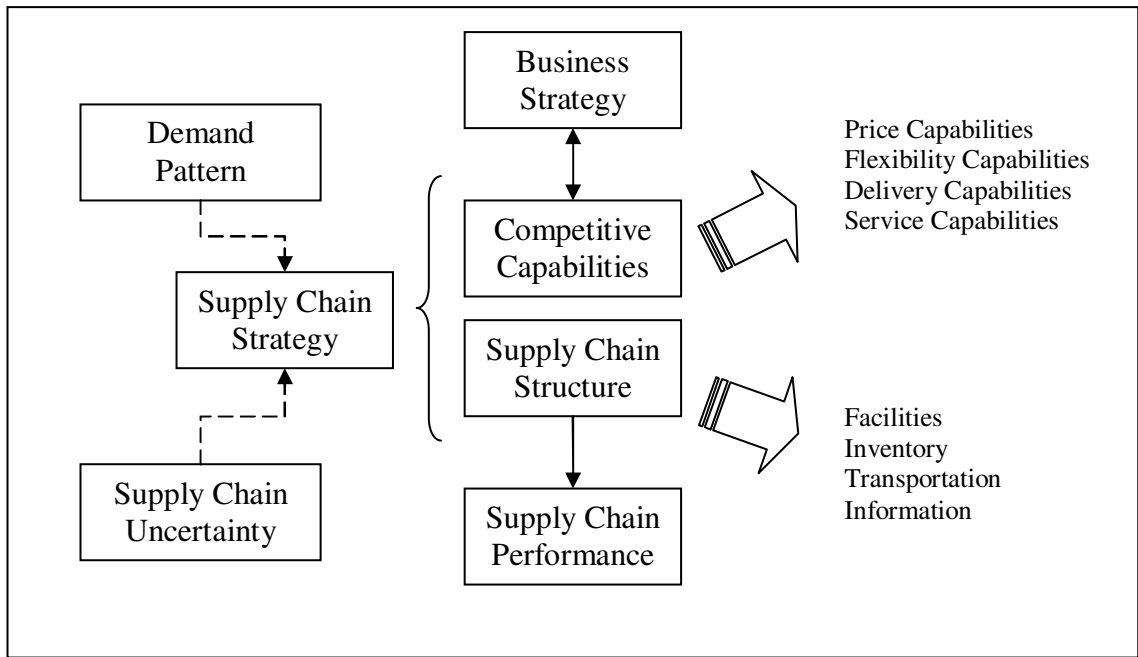 Business
Strategy
Demand
Pattern
Price Capabilities
Flexibility Capabilities
Delivery Capabilities
Service Capabilities
Competitive
Capabilities
Supply Chain
Strategy
Supply Chain
Structure
Facilities
Inventory
Transportation
Information
Supply Chain
Uncertainty
Supply Chain
Performance